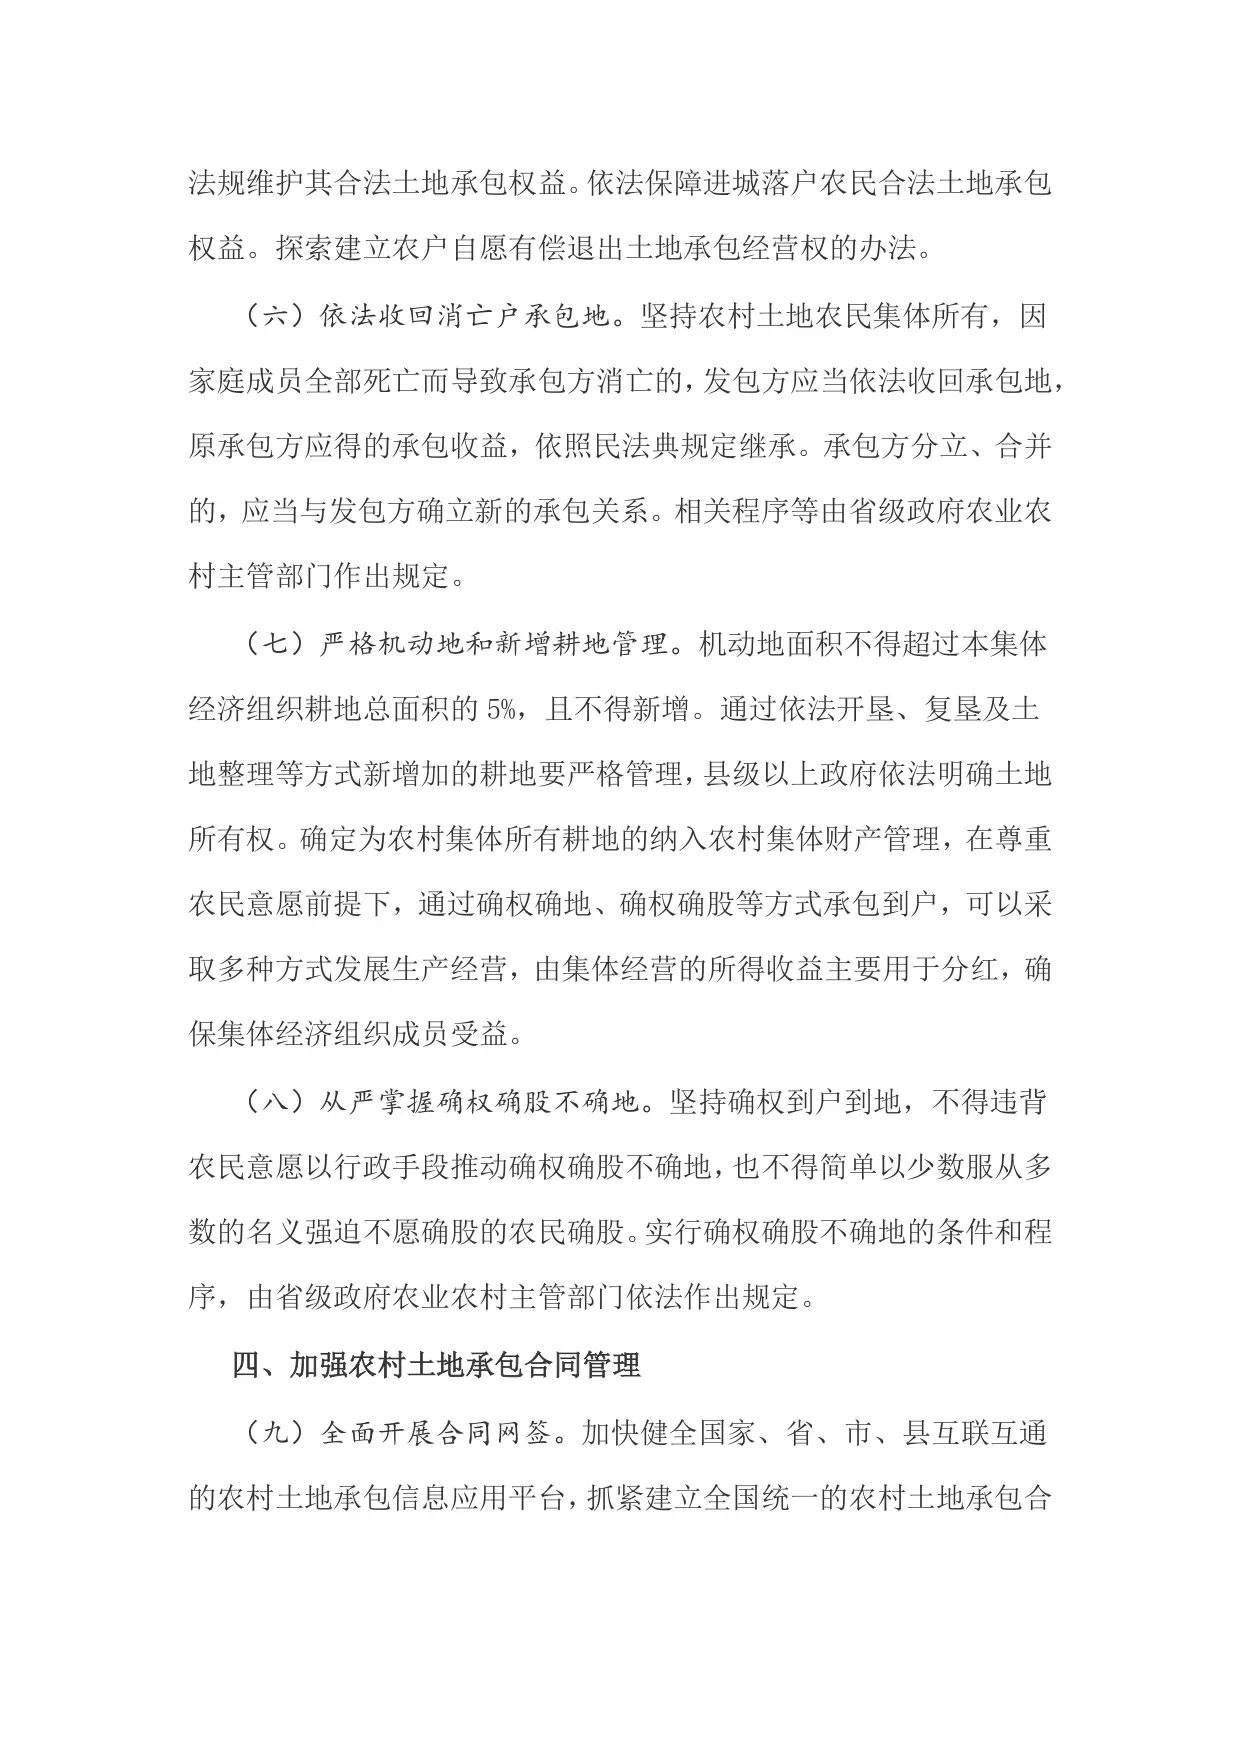 法规维护其合法土地承包权益。依法保障进城落户农民合法土地承包
权益。探索建立农户自愿有偿退出土地承包经营权的办法。
（六）依法收回消亡户承包地。坚持农村土地农民集体所有，因
家庭成员全部死亡而导致承包方消亡的，发包方应当依法收回承包地，
原承包方应得的承包收益，依照民法典规定继承。承包方分立、合并
的，应当与发包方确立新的承包关系。相关程序等由省级政府农业农
村主管部门作出规定。
（七）严格机动地和新增耕地管理。机动地面积不得超过本集体
经济组织耕地总面积的 5%，且不得新增。通过依法开垦、复垦及土
地整理等方式新增加的耕地要严格管理，县级以上政府依法明确土地
所有权。确定为农村集体所有耕地的纳入农村集体财产管理，在尊重
农民意愿前提下，通过确权确地、确权确股等方式承包到户，可以采
取多种方式发展生产经营，由集体经营的所得收益主要用于分红，确
保集体经济组织成员受益。
（八）从严掌握确权确股不确地。坚持确权到户到地，不得违背
农民意愿以行政手段推动确权确股不确地，也不得简单以少数服从多
数的名义强迫不愿确股的农民确股。实行确权确股不确地的条件和程
序，由省级政府农业农村主管部门依法作出规定。
四、加强农村土地承包合同管理
（九）全面开展合同网签。加快健全国家、省、市、县互联互通
的农村土地承包信息应用平台，抓紧建立全国统一的农村土地承包合